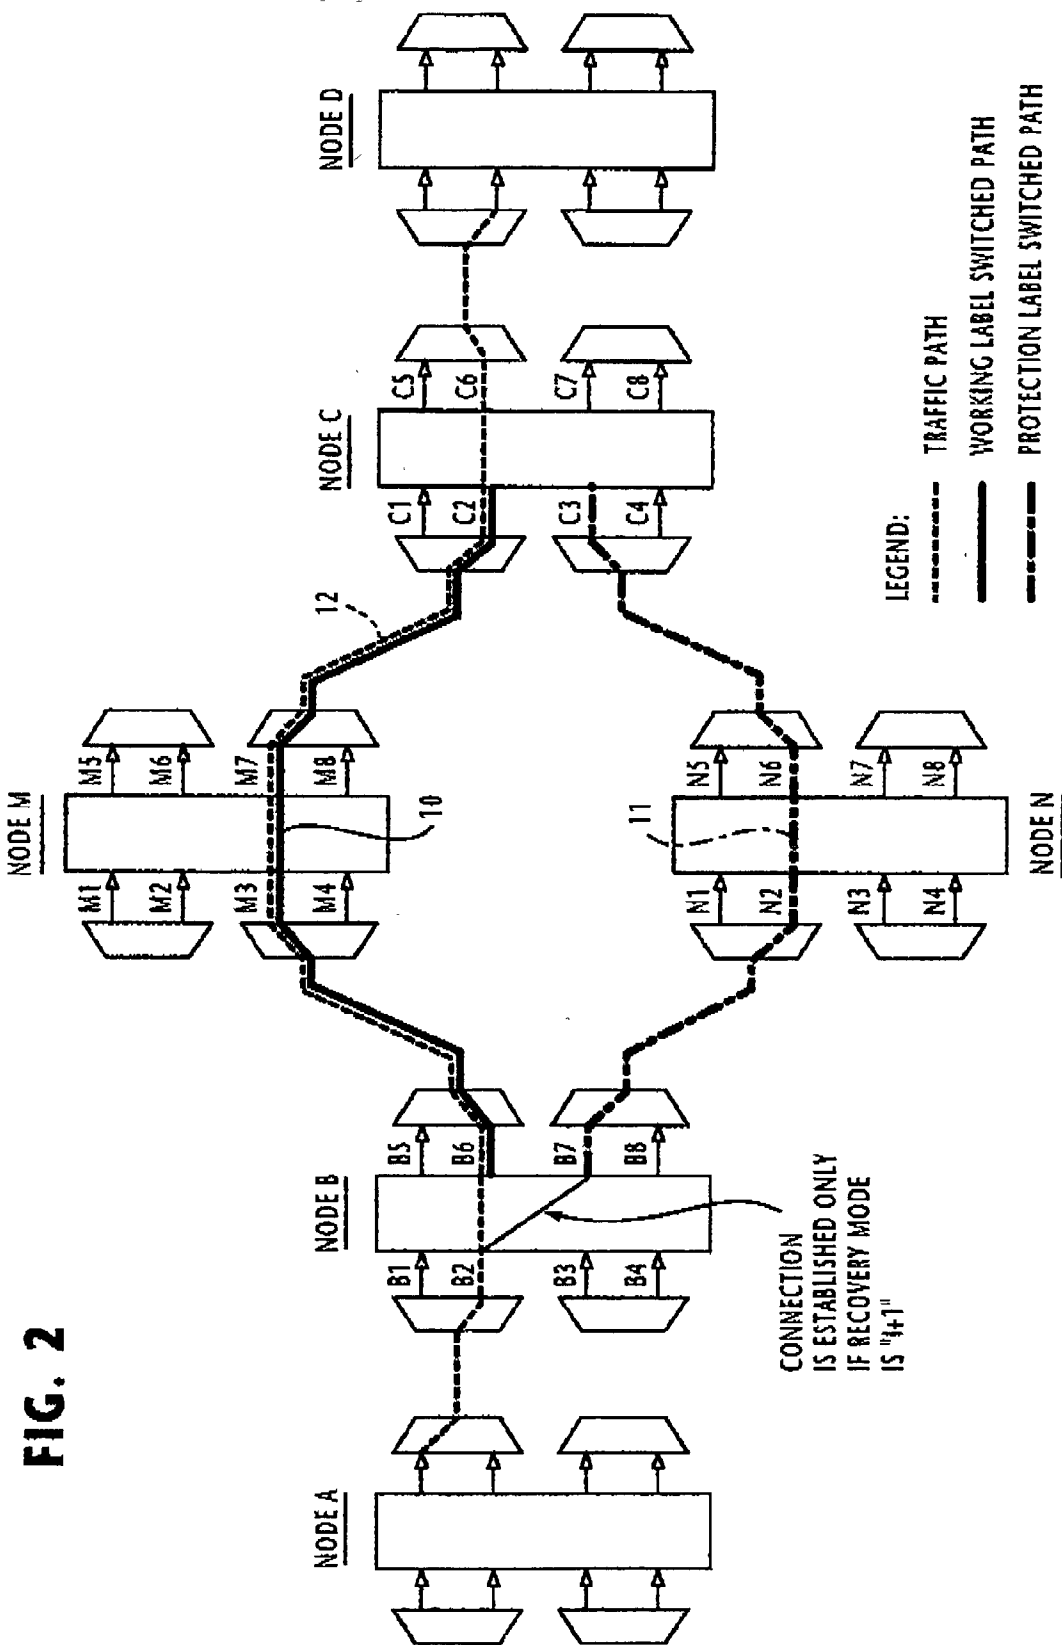 FIG. 2
NODE A
NODE B
B1
B2
B3
B4
B5
B6
B7
B8
CONNECTION
IS ESTABLISHED ONLY
IF RECOVERY MODE
IS "1+1"
NODE M
M1
M2
M3
M4
M5
M6
M7
M8
10
12
NODE N
N1
N2
N3
N4
N5
N6
N7
N8
11
NODE C
C1
C2
C3
C4
C5
C6
C7
C8
NODE D
LEGEND:
TRAFFIC PATH
WORKING LABEL SWITCHED PATH
PROTECTION LABEL SWITCHED PATH